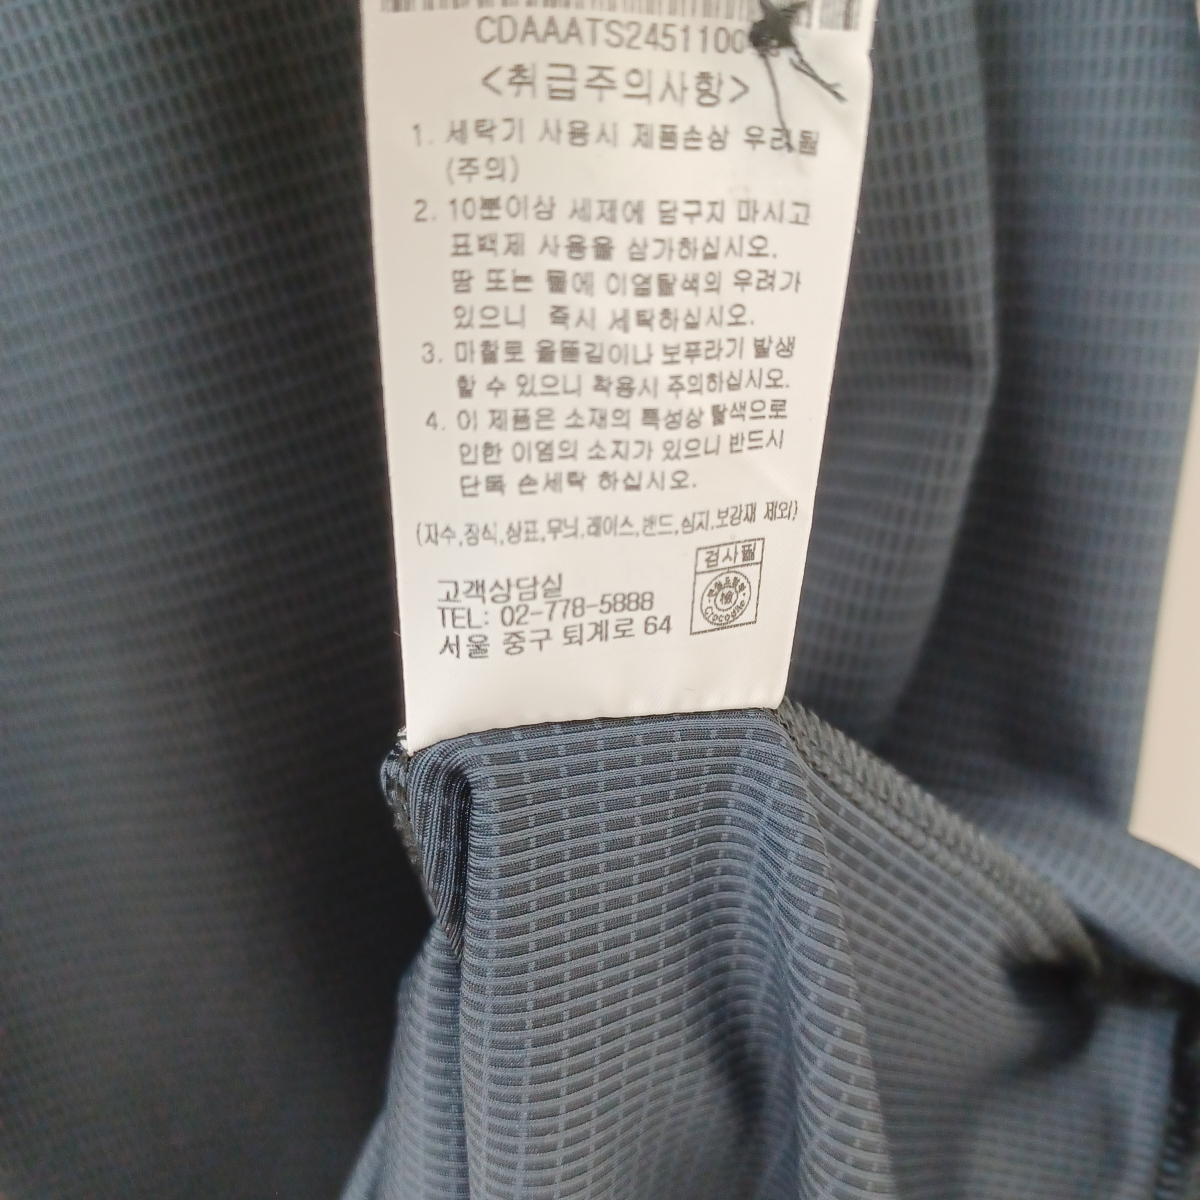 CDAAATS2451100
<취급주의사항>
1. 세탁기 사용시 제품손상 우려됨
(주의)
2. 10분이상 세제에 담구지 마시고
표백제 사용을 삼가하십시오.
땀 또는 물에 이염탈색의 우려가
있으니 즉시 세탁하십시오.
3. 마찰로 올뜯김이나 보푸라기 발생
할 수 있으니 착용시 주의하십시오.
4. 이 제품은 소재의 특성상 탈색으로
인한 이염의 소지가 있으니 반드시
단독 손세탁 하십시오.
(자수,장식,상표,무늬,레이스,밴드,심지,보강재 제외)
검사필
Crocodile
고객상담실
TEL: 02-778-5888
서울 중구 퇴계로 64